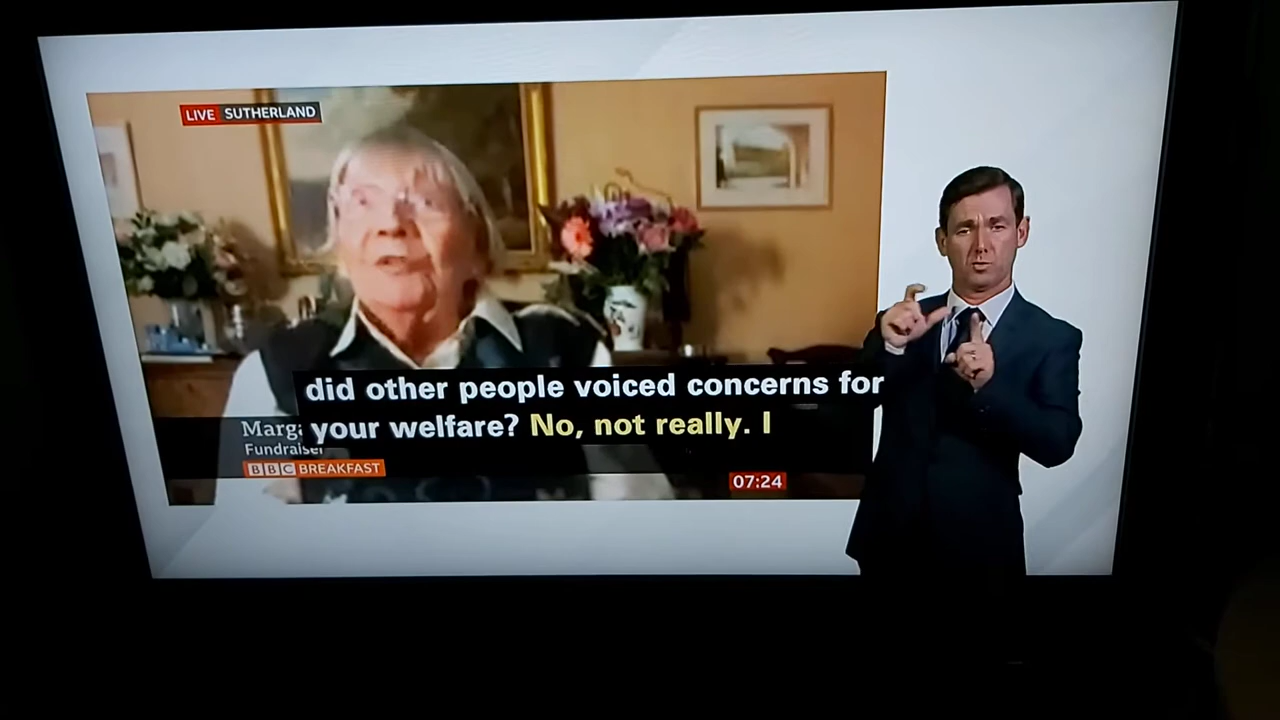 LIVE SUTHERLAND
did other people voiced concerns for
your welfare? No, not really. I
Fundraiser
BBC BREAKFAST
07:24